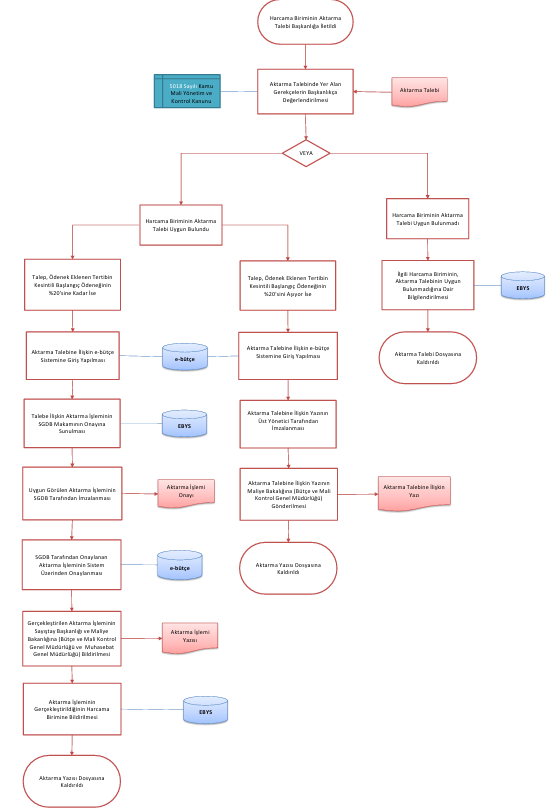 Harcama Biriminin Aktarma
Talebi Başkanlığa İletildi
5018 Sayılı Kamu
Mali Yönetim ve
Kontrol Kanunu
Aktarma Talebinde Yer Alan
Gerekçelerin Başkanlıkça
Değerlendirilmesi
Aktarma Talebi
VEYA
Harcama Biriminin Aktarma
Talebi Uygun Bulundu
Harcama Biriminin Aktarma
Talebi Uygun Bulunmadı
Talep, Ödenek Eklenen Tertibin
Kesintili Başlangıç Ödeneğinin
%20'sine Kadar İse
Talep, Ödenek Eklenen Tertibin
Kesintili Başlangıç Ödeneğinin
%20'sini Aşıyor İse
İlgili Harcama Biriminin,
Aktarma Talebinin Uygun
Bulunmadığına Dair
Bilgilendirilmesi
EBYS
Aktarma Talebine İlişkin e-bütçe
Sistemine Giriş Yapılması
e-bütçe
Aktarma Talebine İlişkin e-bütçe
Sistemine Giriş Yapılması
Aktarma Talebi Dosyasına
Kaldırıldı
Talebe İlişkin Aktarma İşleminin
SGDB Makamının Onayına
Sunulması
EBYS
Aktarma Talebine İlişkin Yazının
Üst Yönetici Tarafından
İmzalanması
Uygun Görülen Aktarma İşleminin
SGDB Tarafından İmzalanması
Aktarma İşlemi
Onayı
Aktarma Talebine İlişkin Yazının
Maliye Bakalığına (Bütçe ve Mali
Kontrol Genel Müdürlüğü)
Gönderilmesi
Aktarma Talebine İlişkin
Yazı
SGDB Tarafından Onaylanan
Aktarma İşleminin Sistem
Üzerinden Onaylanması
e-bütçe
Aktarma Yazısı Dosyasına
Kaldırıldı
Gerçekleştirilen Aktarma İşleminin
Sayıştay Başkanlığı ve Maliye
Bakanlığına (Bütçe ve Mali Kontrol
Genel Müdürlüğü ve Muhasebat
Genel Müdürlüğü) Bildirilmesi
Aktarma İşlemi
Yazısı
Aktarma İşleminin
Gerçekleştirildiğinin Harcama
Birimine Bildirilmesi
EBYS
Aktarma Yazısı Dosyasına
Kaldırıldı